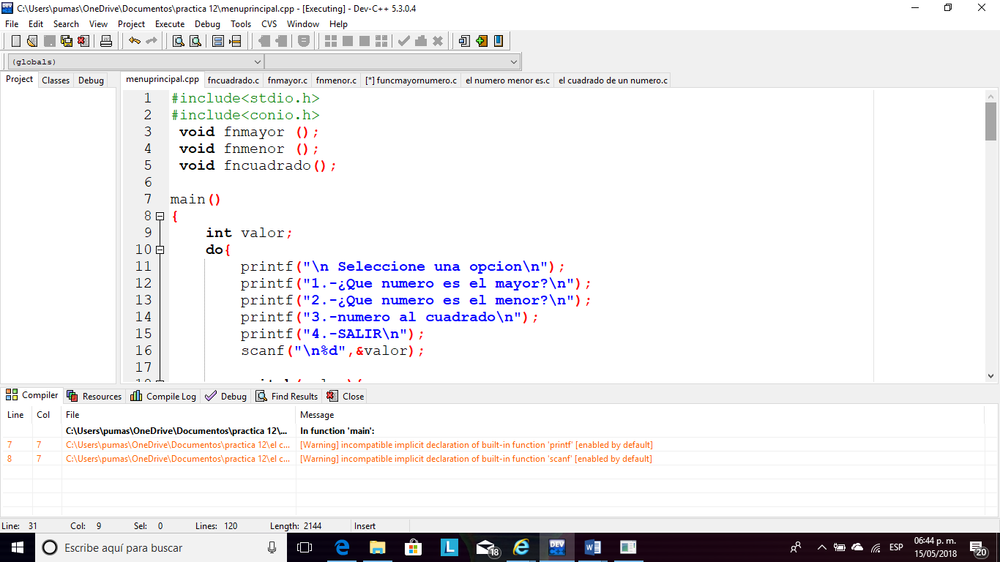 C:\Users\pumas\OneDrive\Documentos\practica 12\menuprincipal.cpp - [Executing] - Dev-C++ 5.3.0.4
File Edit Search View Project Execute Debug Tools CVS Window Help
(globals)
Project Classes Debug
menuprincipal.cpp fncuadrado.c fnmayor.c fnmenor.c [*] funcmayornumero.c el numero menor es.c el cuadrado de un numero.c
1 #include<stdio.h>
2 #include<conio.h>
3 void fnmayor ();
4 void fnmenor ();
5 void fncuadrado();
6
7 main()
8 {
9 int valor;
10 do{
11 printf("\n Seleccione una opcion\n");
12 printf("1.-¿Que numero es el mayor?\n");
13 printf("2.-¿Que numero es el menor?\n");
14 printf("3.-numero al cuadrado\n");
15 printf("4.-SALIR\n");
16 scanf("\n%d",&valor);
17
Compiler Resources Compile Log Debug Find Results Close
Line Col File Message
C:\Users\pumas\OneDrive\Documentos\practica 12\... In function 'main':
7 7 C:\Users\pumas\OneDrive\Documentos\practica 12\el c... [Warning] incompatible implicit declaration of built-in function 'printf' [enabled by default]
8 7 C:\Users\pumas\OneDrive\Documentos\practica 12\el c... [Warning] incompatible implicit declaration of built-in function 'scanf' [enabled by default]
Line: 31 Col: 9 Sel: 0 Lines: 120 Length: 2144 Insert
Escribe aquí para buscar
L
18
DEV
ESP
06:44 p. m.
15/05/2018
20